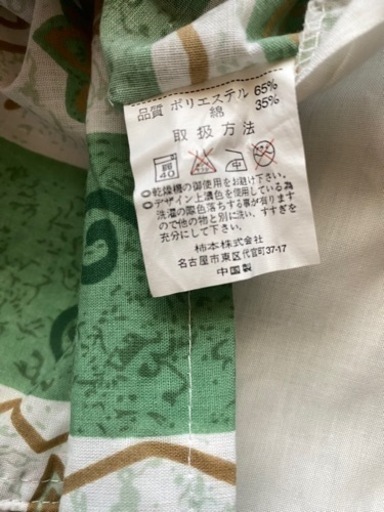 品質 ポリエステル 65%
綿 35%
取扱方法
40
中
◎乾燥機の御使用をお避け下さい。
◎デザイン上濃色を使用している為
洗濯の際色落ちする事が有ります
ので他の物と別に洗い、すすぎを
充分にして下さい。
柿本株式会社
名古屋市東区代官町37-17
中国製